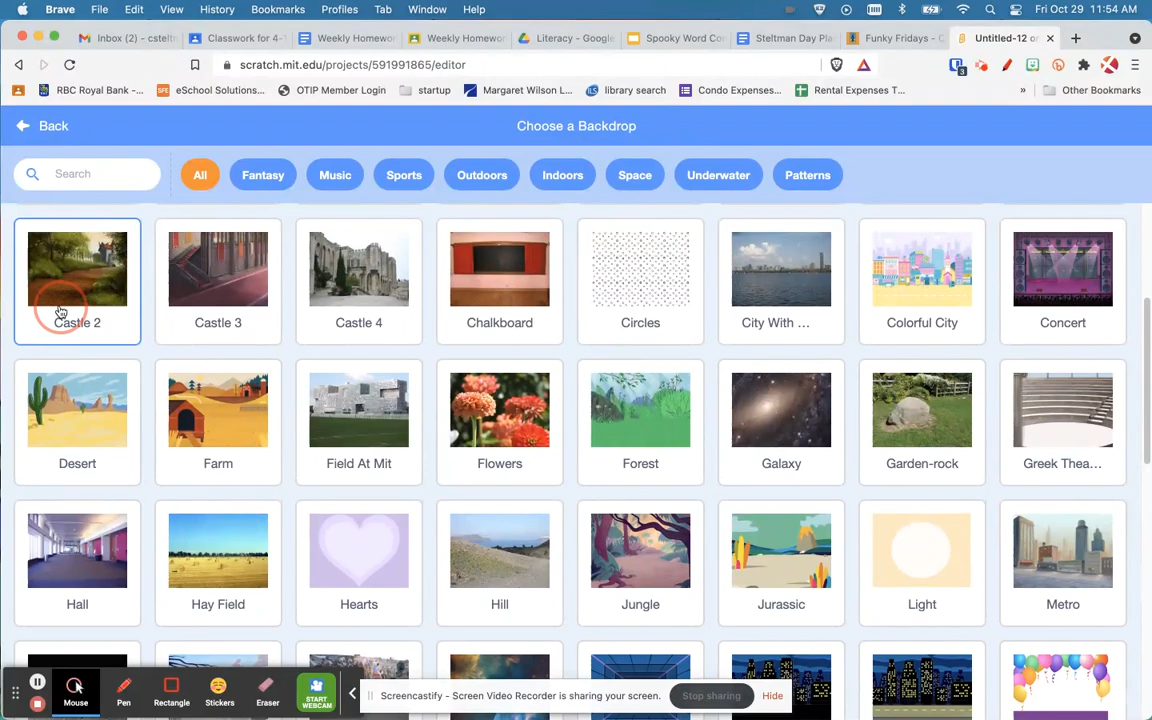 Brave File Edit View History Bookmarks Profiles Tab Window Help Fri Oct 29 11:54 AM
Inbox (2) - cstelt Classwork for 4- Weekly Homewo Weekly Homewor Literacy - Google Spooky Word Co Steltman Day Pla Funky Fridays - C Untitled-12 o
scratch.mit.edu/projects/591991865/editor 3
RBC Royal Bank -... SFE eSchool Solutions... OTIP Member Login startup Margaret Wilson L... ILS library search Condo Expenses... Rental Expenses T... » Other Bookmarks
Back Choose a Backdrop
Search All Fantasy Music Sports Outdoors Indoors Space Underwater Patterns
Castle 2 Castle 3 Castle 4 Chalkboard Circles City With ... Colorful City Concert
Desert Farm Field At Mit Flowers Forest Galaxy Garden-rock Greek Thea...
Hall Hay Field Hearts Hill Jungle Jurassic Light Metro
Mouse Pen Rectangle Stickers Eraser START WEBCAM
Screencastify - Screen Video Recorder is sharing your screen. Stop sharing Hide